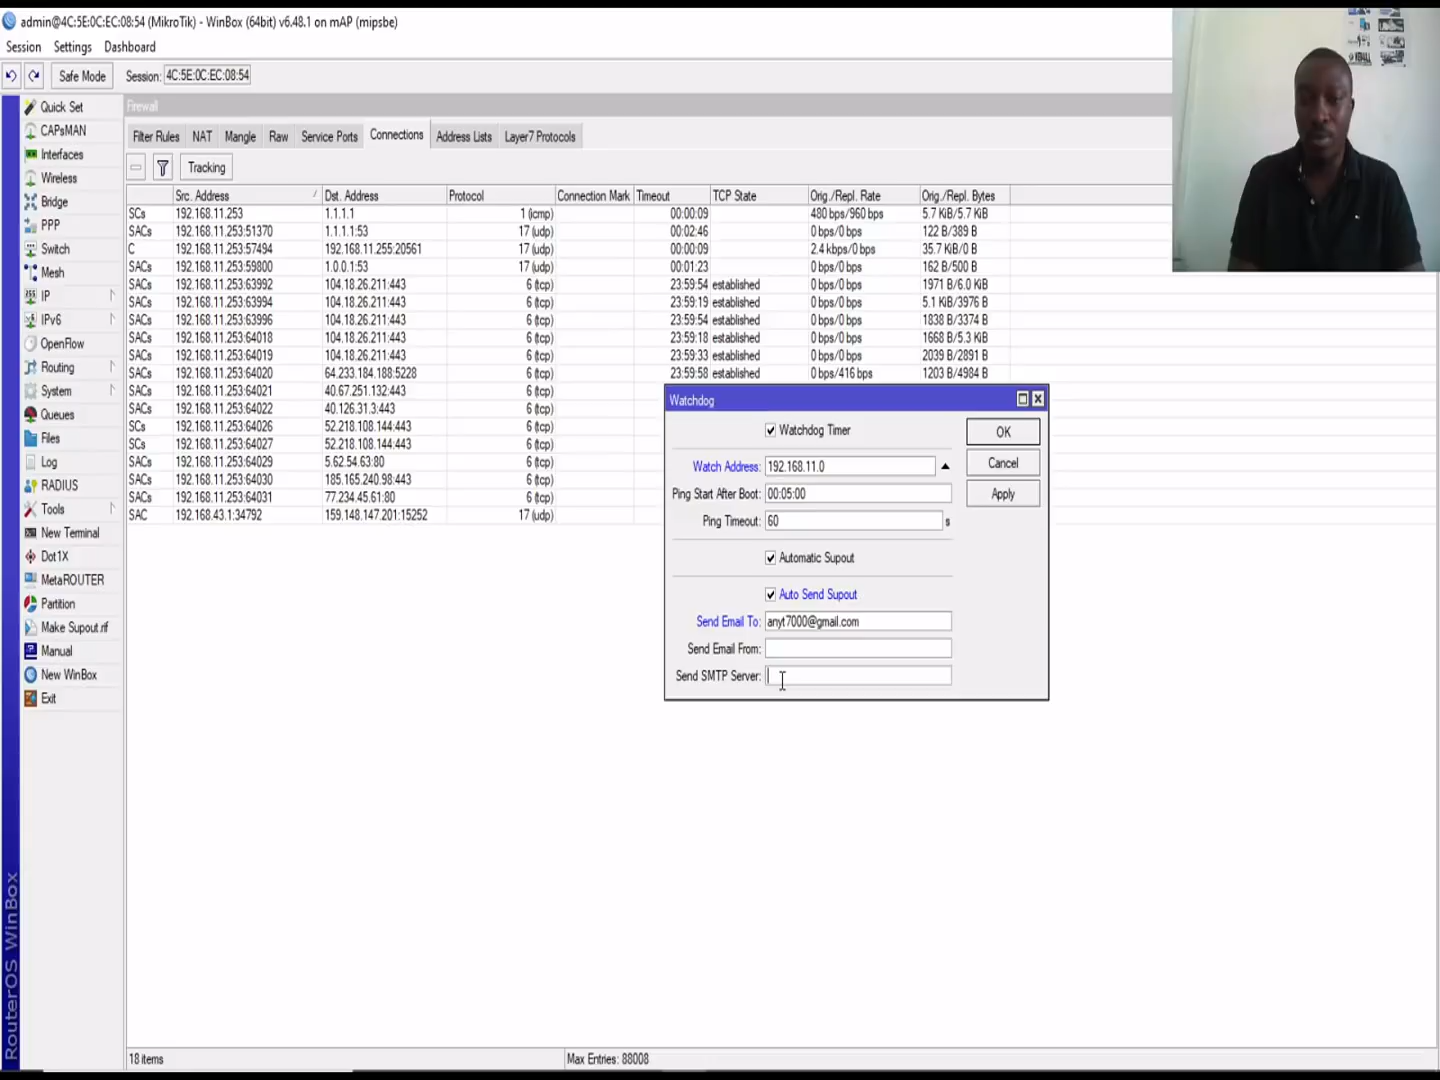 admin@4C:5E:0C:EC:08:54 (MikroTik) - WinBox (64bit) v6.48.1 on mAP (mipsbe)
Session Settings Dashboard
Safe Mode Session: 4C:5E:0C:EC:08:54
Quick Set
CAPsMAN
Interfaces
Wireless
Bridge
PPP
Switch
Mesh
IP
IPv6
OpenFlow
Routing
System
Queues
Files
Log
RADIUS
Tools
New Terminal
Dot1X
MetaROUTER
Partition
Make Supout.rif
Manual
New WinBox
Exit
RouterOS WinBox
Firewall
Filter Rules NAT Mangle Raw Service Ports Connections Address Lists Layer7 Protocols
Tracking
Src. Address / Dst. Address Protocol Connection Mark Timeout TCP State Orig./Repl. Rate Orig./Repl. Bytes
SCs 192.168.11.253 1.1.1.1 1 (icmp) 00:00:09 480 bps/960 bps 5.7 KiB/5.7 KiB
SACs 192.168.11.253:51370 1.1.1.1:53 17 (udp) 00:02:46 0 bps/0 bps 122 B/389 B
C 192.168.11.253:57494 192.168.11.255:20561 17 (udp) 00:00:09 2.4 kbps/0 bps 35.7 KiB/0 B
SACs 192.168.11.253:59800 1.0.0.1:53 17 (udp) 00:01:23 0 bps/0 bps 162 B/500 B
SACs 192.168.11.253:63992 104.18.26.211:443 6 (tcp) 23:59:54 established 0 bps/0 bps 1971 B/6.0 KiB
SACs 192.168.11.253:63994 104.18.26.211:443 6 (tcp) 23:59:19 established 0 bps/0 bps 5.1 KiB/3976 B
SACs 192.168.11.253:63996 104.18.26.211:443 6 (tcp) 23:59:54 established 0 bps/0 bps 1838 B/3374 B
SACs 192.168.11.253:64018 104.18.26.211:443 6 (tcp) 23:59:18 established 0 bps/0 bps 1668 B/5.3 KiB
SACs 192.168.11.253:64019 104.18.26.211:443 6 (tcp) 23:59:33 established 0 bps/0 bps 2039 B/2891 B
SACs 192.168.11.253:64020 64.233.184.188:5228 6 (tcp) 23:59:58 established 0 bps/416 bps 1203 B/4984 B
SACs 192.168.11.253:64021 40.67.251.132:443 6 (tcp)
SACs 192.168.11.253:64022 40.126.31.3:443 6 (tcp)
SCs 192.168.11.253:64026 52.218.108.144:443 6 (tcp)
SCs 192.168.11.253:64027 52.218.108.144:443 6 (tcp)
SACs 192.168.11.253:64029 5.62.54.63:80 6 (tcp)
SACs 192.168.11.253:64030 185.165.240.98:443 6 (tcp)
SACs 192.168.11.253:64031 77.234.45.61:80 6 (tcp)
SAC 192.168.43.1:34792 159.148.147.201:15252 17 (udp)
Watchdog
Watchdog Timer
Watch Address: 192.168.11.0
Ping Start After Boot: 00:05:00
Ping Timeout: 60 s
Automatic Supout
Auto Send Supout
Send Email To: anyt7000@gmail.com
Send Email From:
Send SMTP Server:
OK
Cancel
Apply
18 items Max Entries: 88008